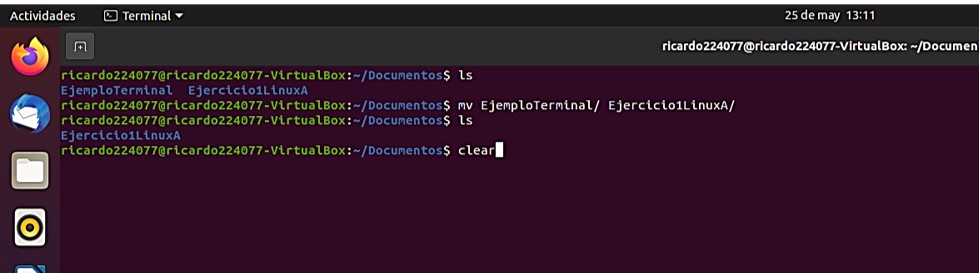 Actividades Terminal 25 de may 13:11
ricardo224077@ricardo224077-VirtualBox: ~/Documen
ricardo224077@ricardo224077-VirtualBox:~/Documentos$ ls
EjemploTerminal Ejercicio1LinuxA
ricardo224077@ricardo224077-VirtualBox:~/Documentos$ mv EjemploTerminal/ Ejercicio1LinuxA/
ricardo224077@ricardo224077-VirtualBox:~/Documentos$ ls
Ejercicio1LinuxA
ricardo224077@ricardo224077-VirtualBox:~/Documentos$ clear